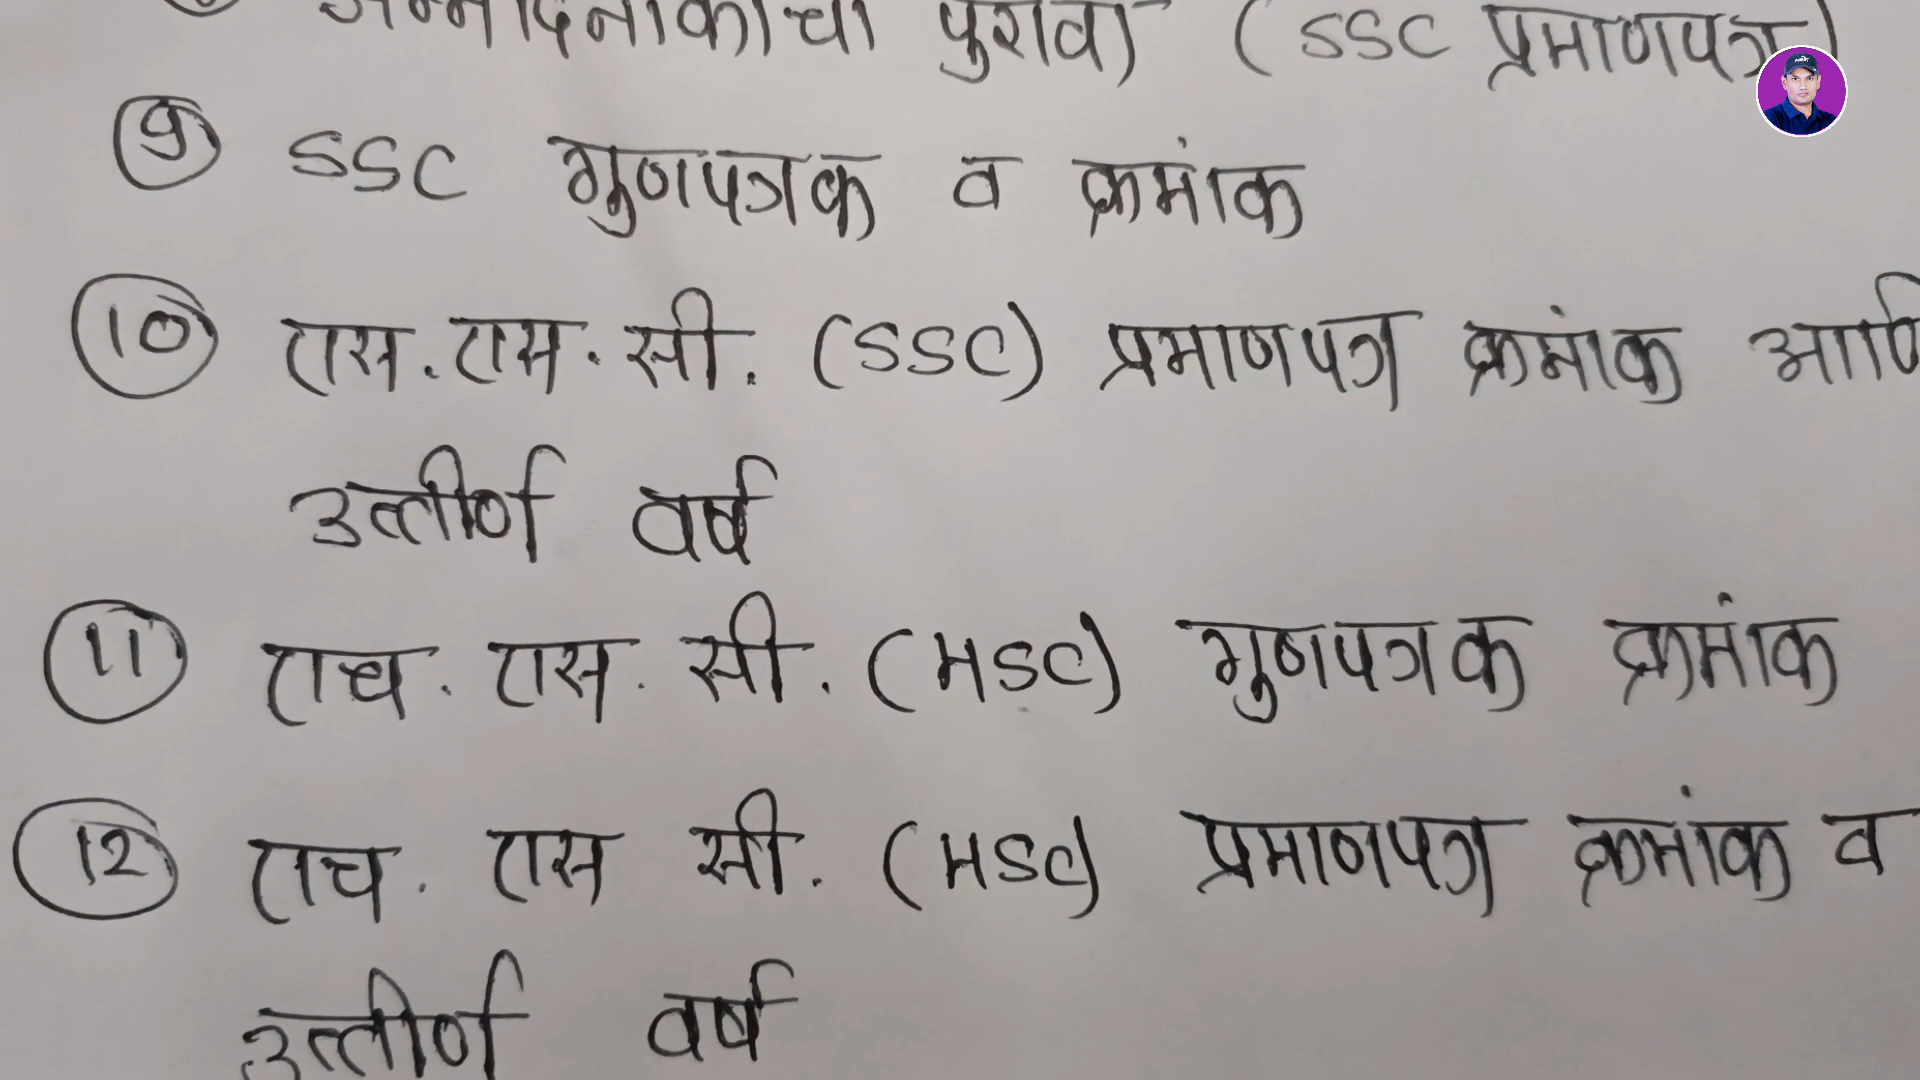 जन्मदिनांकाचा पुरावा (SSC प्रमाणपत्र)
9 SSC गुणपत्रक व क्रमांक
10 एस. एस. सी. (SSC) प्रमाणपत्र क्रमांक आणि
उत्तीर्ण वर्ष
11 एच. एस. सी. (HSC) गुणपत्रक क्रमांक
12 एच. एस सी. (HSC) प्रमाणपत्र क्रमांक व
उत्तीर्ण वर्ष